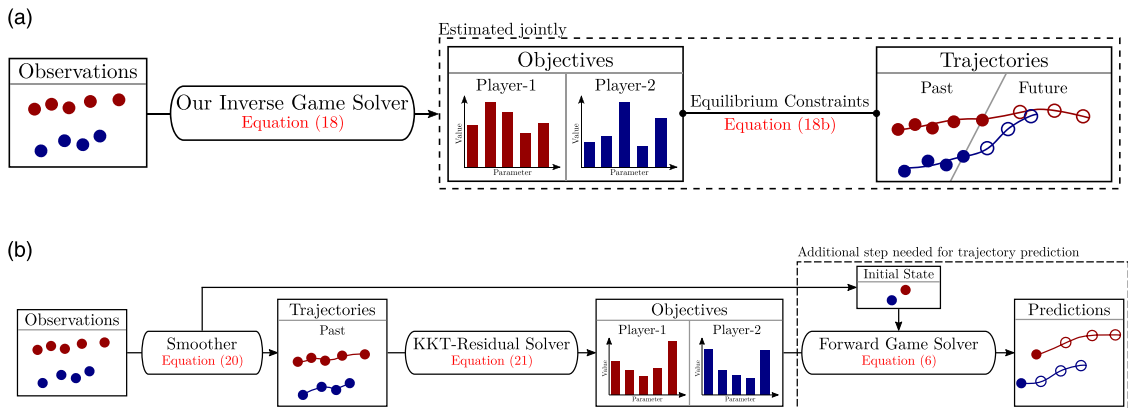 (a)
Estimated jointly
Observations
Our Inverse Game Solver
Equation (18)
Objectives
Player-1
Player-2
Value
Parameter
Value
Parameter
Equilibrium Constraints
Equation (18b)
Trajectories
Past
Future
(b)
Additional step needed for trajectory prediction
Observations
Smoother
Equation (20)
Trajectories
Past
KKT-Residual Solver
Equation (21)
Objectives
Player-1
Player-2
Value
Parameter
Value
Parameter
Initial State
Forward Game Solver
Equation (6)
Predictions